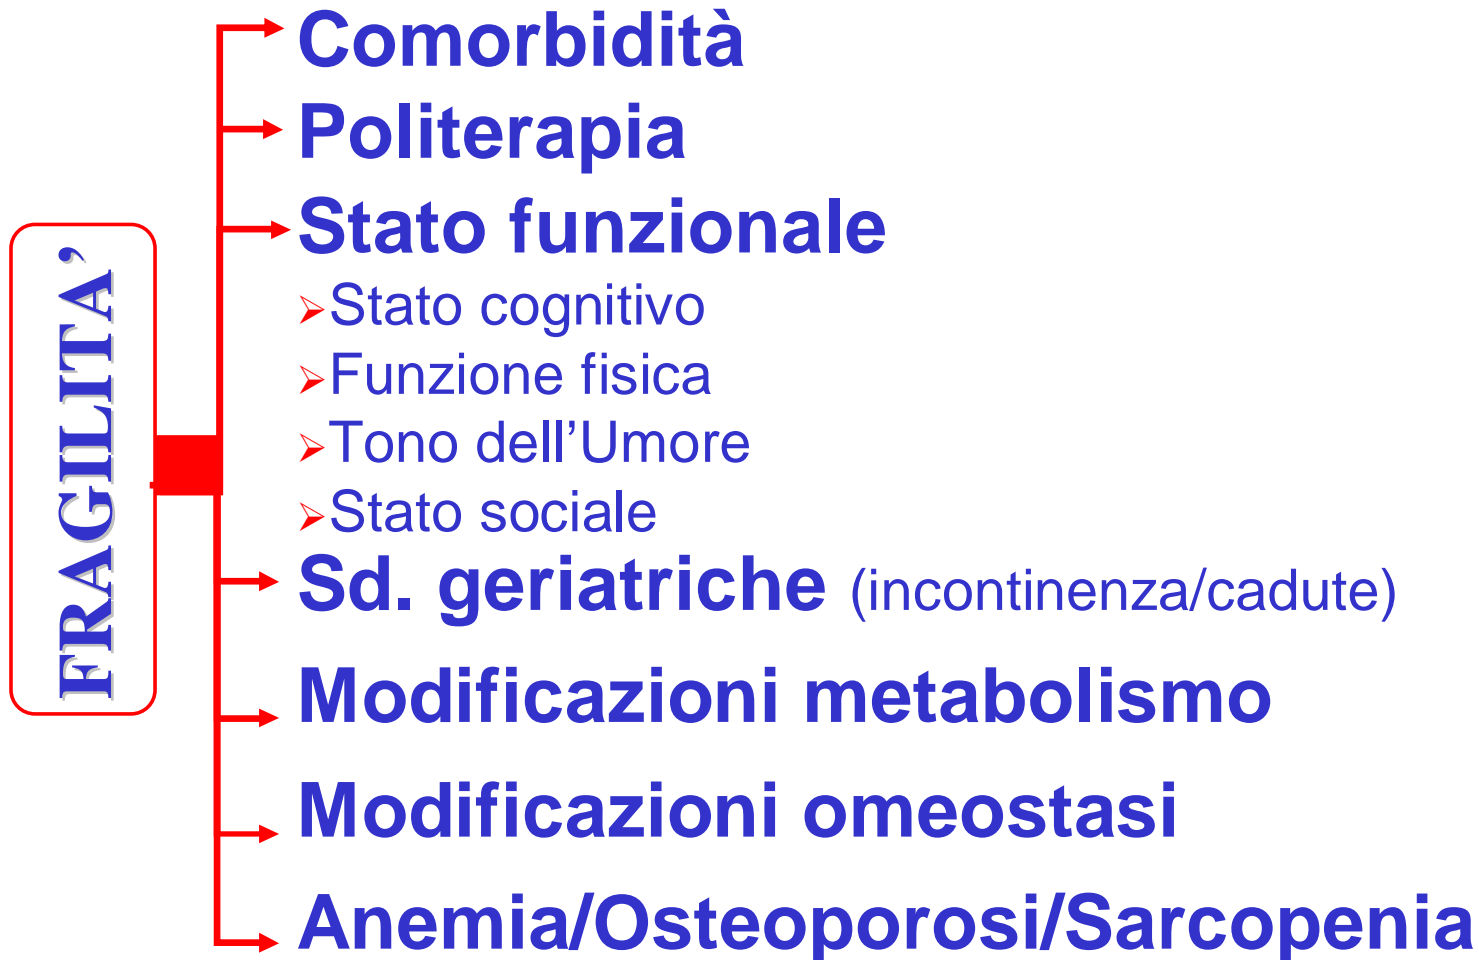 FRAGILITA’
Comorbidità
Politerapia
Stato funzionale
Stato cognitivo
Funzione fisica
Tono dell’Umore
Stato sociale
Sd. geriatriche (incontinenza/cadute)
Modificazioni metabolismo
Modificazioni omeostasi
Anemia/Osteoporosi/Sarcopenia